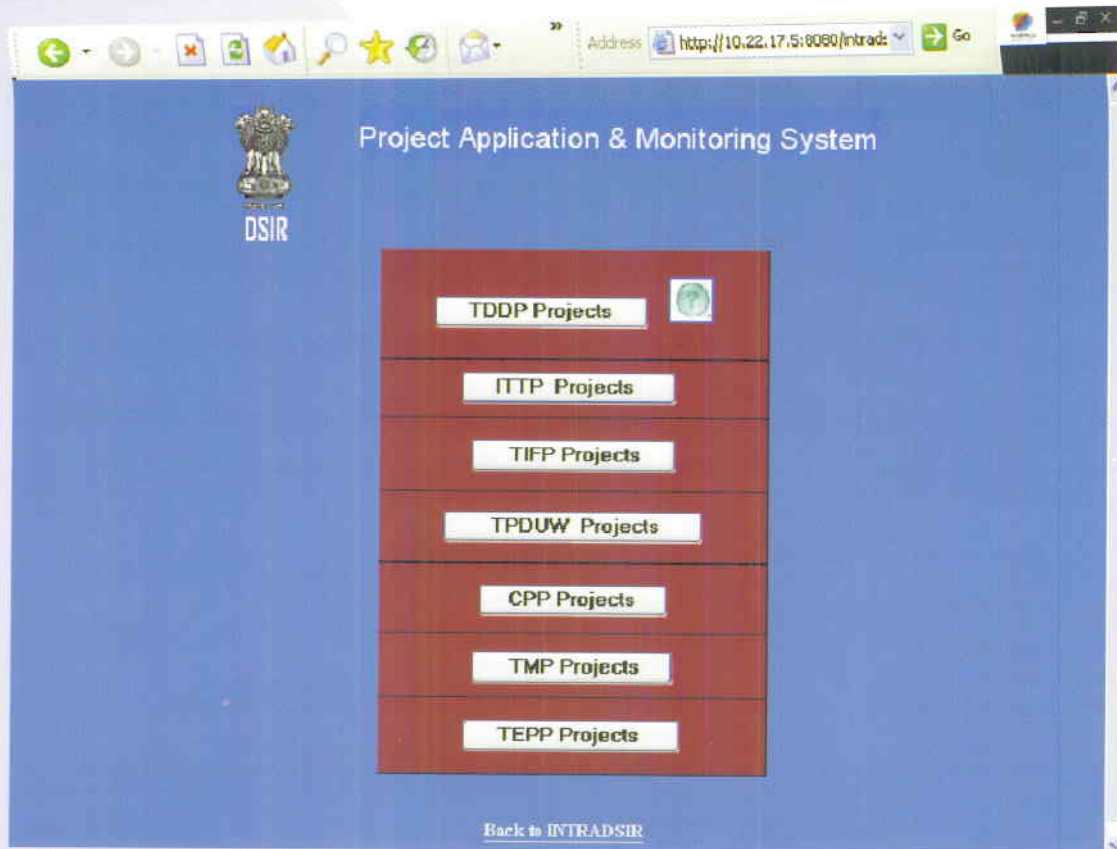 »
Address http://10.22.17.5:8080/intrads Go
Project Application & Monitoring System
DSIR
TDDP Projects
?
ITTP Projects
TIFP Projects
TPDUW Projects
CPP Projects
TMP Projects
TEPP Projects
Back to INTRADSIR